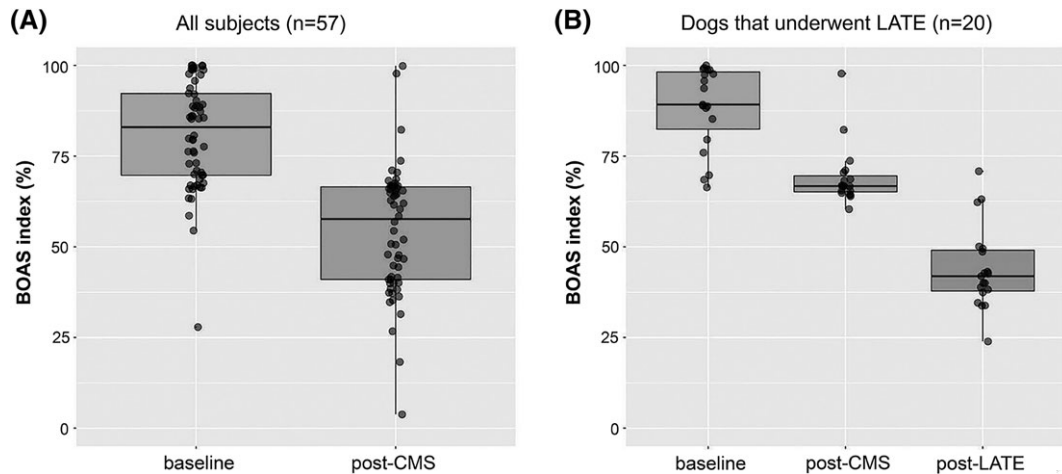 (A)
All subjects (n=57)
BOAS index (%)
100
75
50
25
0
baseline post-CMS
(B)
Dogs that underwent LATE (n=20)
BOAS index (%)
100
75
50
25
0
baseline post-CMS post-LATE